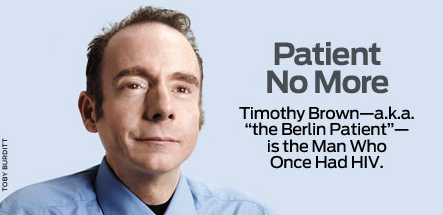 Patient
No More
Timothy Brown—a.k.a.
“the Berlin Patient”—
is the Man Who
Once Had HIV.
TOBY BURDITT